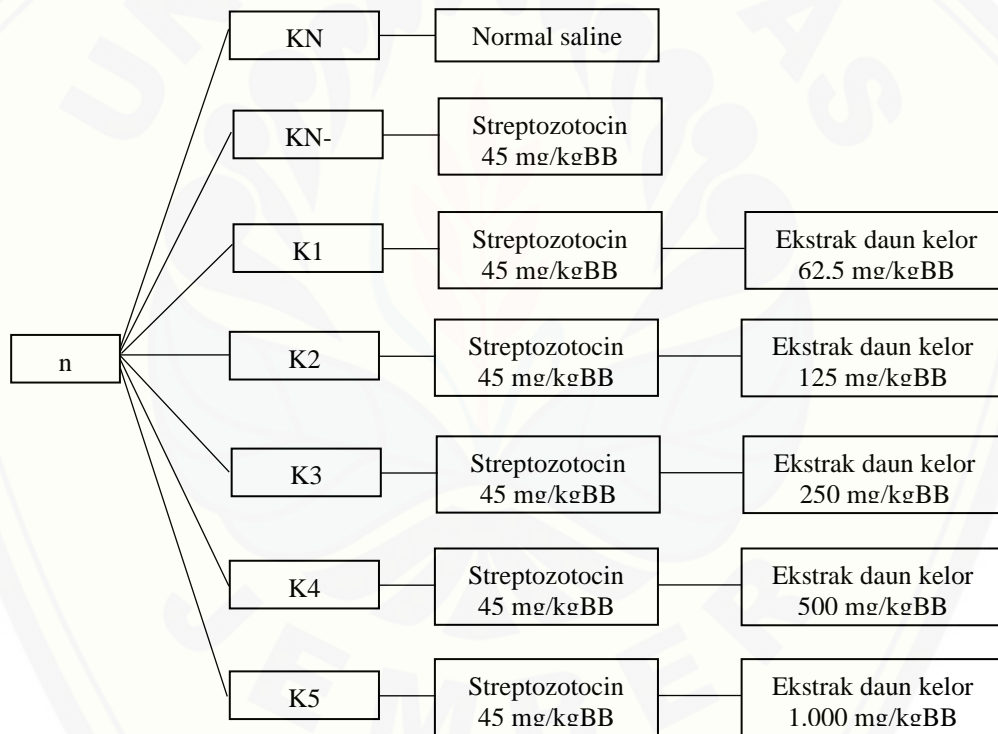 KN
Normal saline
KN-
Streptozotocin
45 mg/kgBB
K1
Streptozotocin
45 mg/kgBB
Ekstrak daun kelor
62,5 mg/kgBB
n
K2
Streptozotocin
45 mg/kgBB
Ekstrak daun kelor
125 mg/kgBB
K3
Streptozotocin
45 mg/kgBB
Ekstrak daun kelor
250 mg/kgBB
K4
Streptozotocin
45 mg/kgBB
Ekstrak daun kelor
500 mg/kgBB
K5
Streptozotocin
45 mg/kgBB
Ekstrak daun kelor
1.000 mg/kgBB
JEMBER